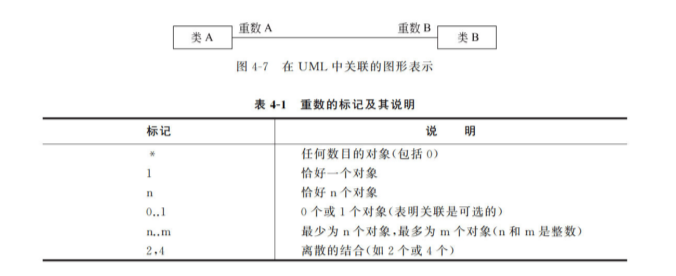 类 A 重数 A 重数 B 类 B
图 4-7 在 UML 中关联的图形表示
表 4-1 重数的标记及其说明
标记 说 明
* 任何数目的对象(包括 0)
1 恰好一个对象
n 恰好 n 个对象
0..1 0 个或 1 个对象(表明关联是可选的)
n..m 最少为 n 个对象,最多为 m 个对象(n 和 m 是整数)
2,4 离散的结合(如 2 个或 4 个)